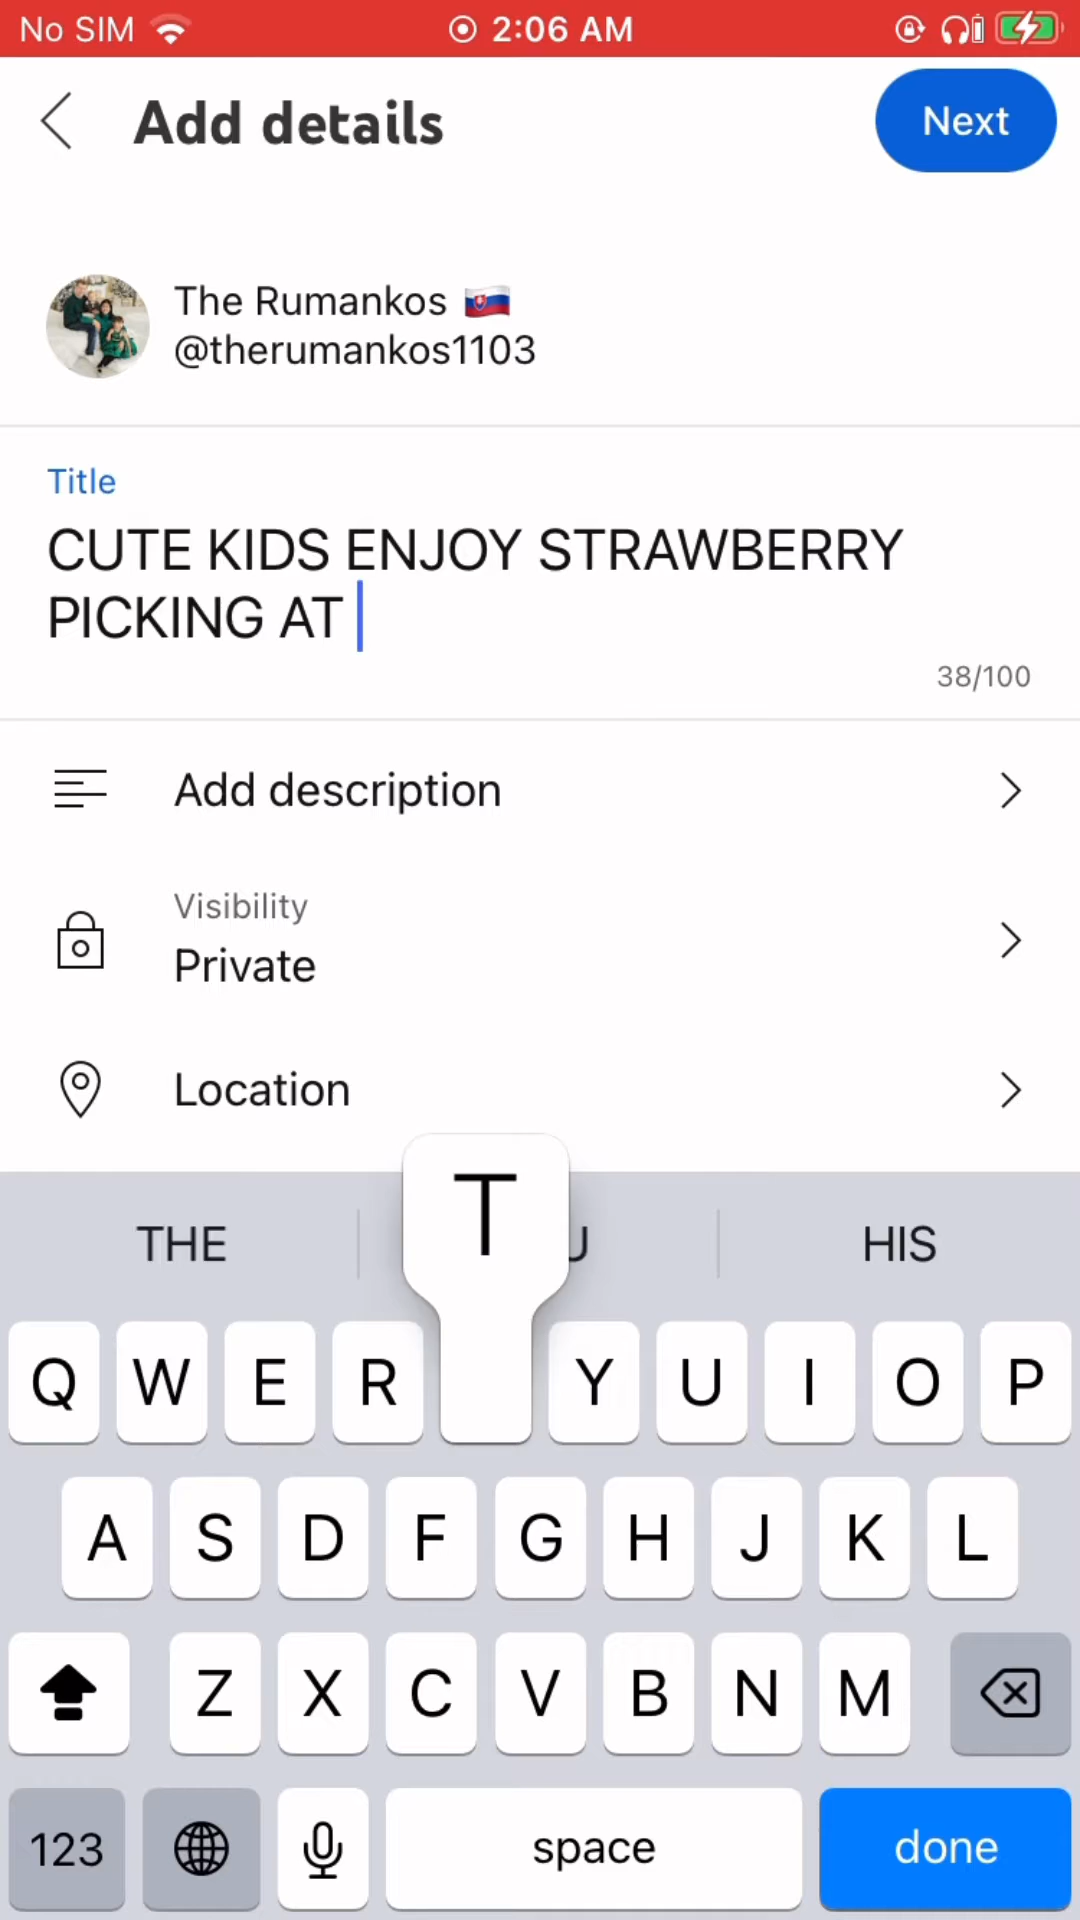 No SIM 2:06 AM
Add details
Next
The Rumankos
@therumankos1103
Title
CUTE KIDS ENJOY STRAWBERRY
PICKING AT
38/100
Add description
Visibility
Private
Location
THE U HIS
T
Q W E R Y U I O P
A S D F G H J K L
Z X C V B N M
123 space done